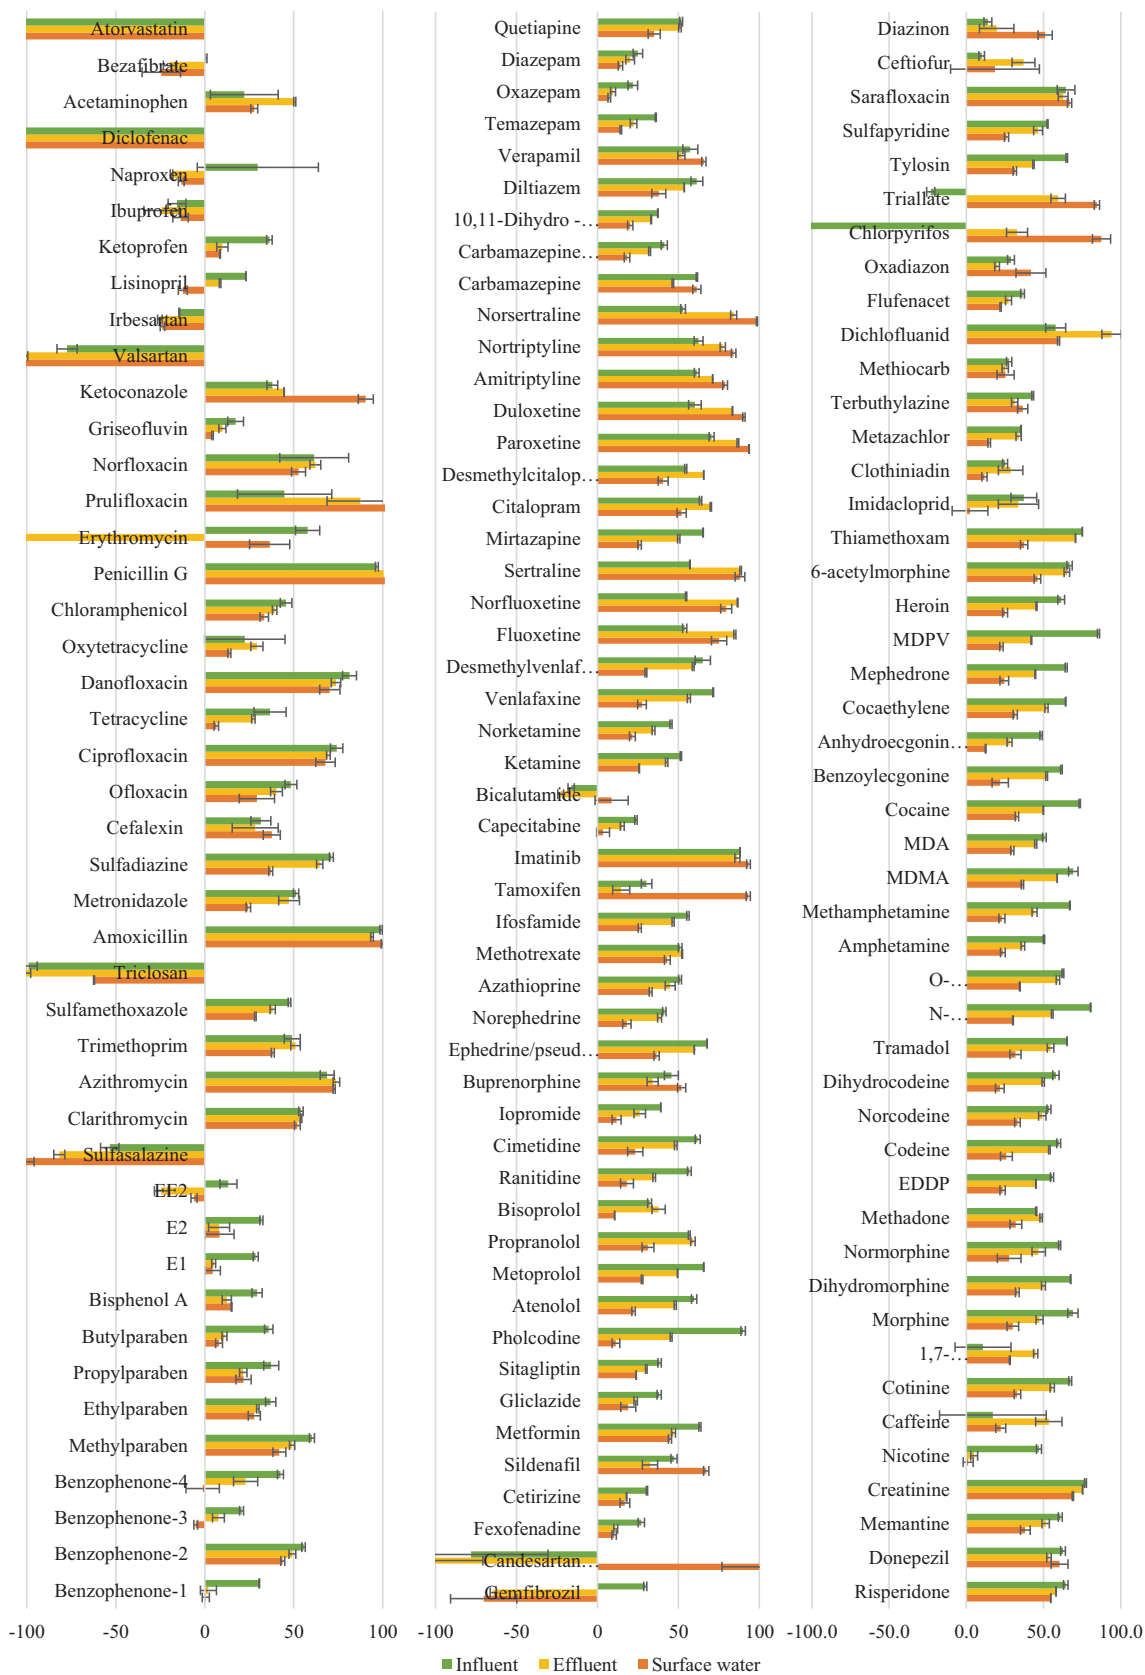 Atorvastatin
Bezafibrate
Acetaminophen
Diclofenac
Naproxen
Ibuprofen
Ketoprofen
Lisinopril
Irbesartan
Valsartan
Ketoconazole
Griseofluvin
Norfloxacin
Prulifloxacin
Erythromycin
Penicillin G
Chloramphenicol
Oxytetracycline
Danofloxacin
Tetracycline
Ciprofloxacin
Ofloxacin
Cefalexin
Sulfadiazine
Metronidazole
Amoxicillin
Triclosan
Sulfamethoxazole
Trimethoprim
Azithromycin
Clarithromycin
Sulfasalazine
EE2
E2
E1
Bisphenol A
Butylparaben
Propylparaben
Ethylparaben
Methylparaben
Benzophenone-4
Benzophenone-3
Benzophenone-2
Benzophenone-1
-100 -50 0 50 100
Quetiapine
Diazepam
Oxazepam
Temazepam
Verapamil
Diltiazem
10,11-Dihydro -…
Carbamazepine…
Carbamazepine
Norsertraline
Nortriptyline
Amitriptyline
Duloxetine
Paroxetine
Desmethylcitalop…
Citalopram
Mirtazapine
Sertraline
Norfluoxetine
Fluoxetine
Desmethylvenlaf…
Venlafaxine
Norketamine
Ketamine
Bicalutamide
Capecitabine
Imatinib
Tamoxifen
Ifosfamide
Methotrexate
Azathioprine
Norephedrine
Ephedrine/pseud…
Buprenorphine
Iopromide
Cimetidine
Ranitidine
Bisoprolol
Propranolol
Metoprolol
Atenolol
Pholcodine
Sitagliptin
Gliclazide
Metformin
Sildenafil
Cetirizine
Fexofenadine
Candesartan…
Gemfibrozil
-100 -50 0 50 100
Diazinon
Ceftiofur
Sarafloxacin
Sulfapyridine
Tylosin
Triallate
Chlorpyrifos
Oxadiazon
Flufenacet
Dichlofluanid
Methiocarb
Terbuthylazine
Metazachlor
Clothiniadin
Imidacloprid
Thiamethoxam
6-acetylmorphine
Heroin
MDPV
Mephedrone
Cocaethylene
Anhydroecgonin…
Benzoylecgonine
Cocaine
MDA
MDMA
Methamphetamine
Amphetamine
O-…
N-…
Tramadol
Dihydrocodeine
Norcodeine
Codeine
EDDP
Methadone
Normorphine
Dihydromorphine
Morphine
1,7-…
Cotinine
Caffeine
Nicotine
Creatinine
Memantine
Donepezil
Risperidone
-100.0 -50.0 0.0 50.0 100.0
Influent Effluent Surface water